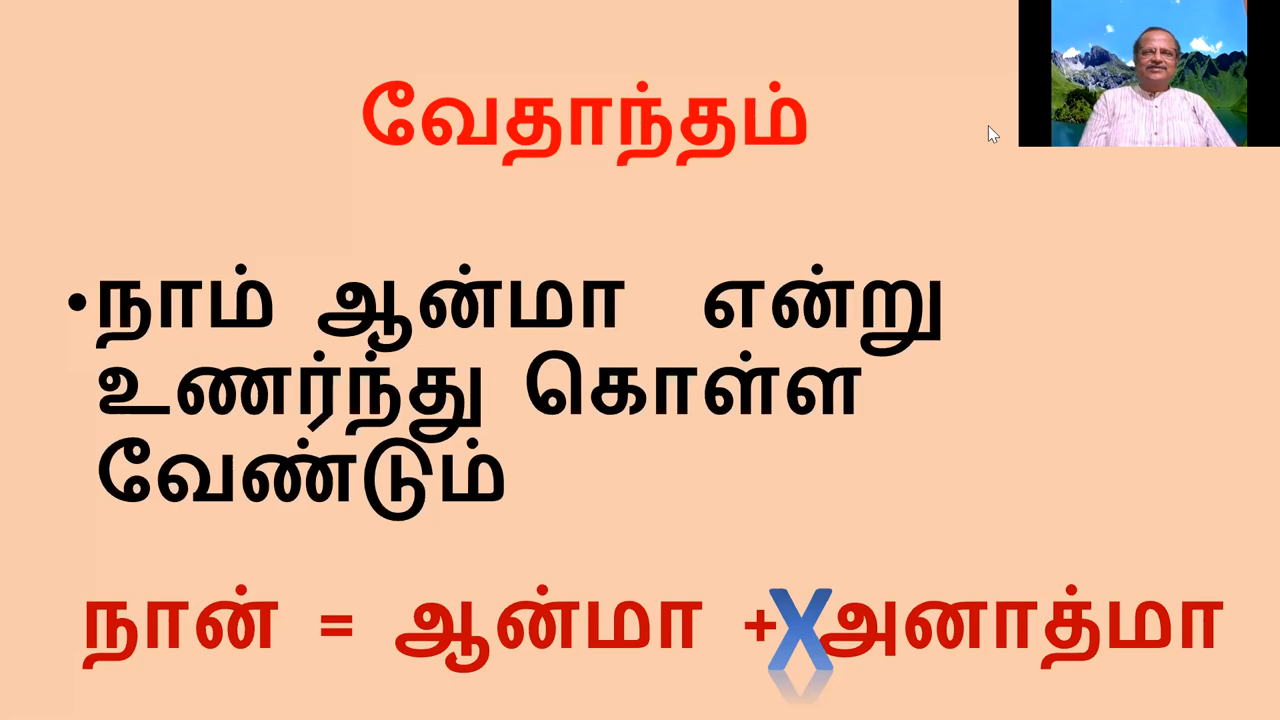 வேதாந்தம்
•நாம் ஆன்மா என்று
உணர்ந்து கொள்ள
வேண்டும்
நான் = ஆன்மா +X அனாத்மா